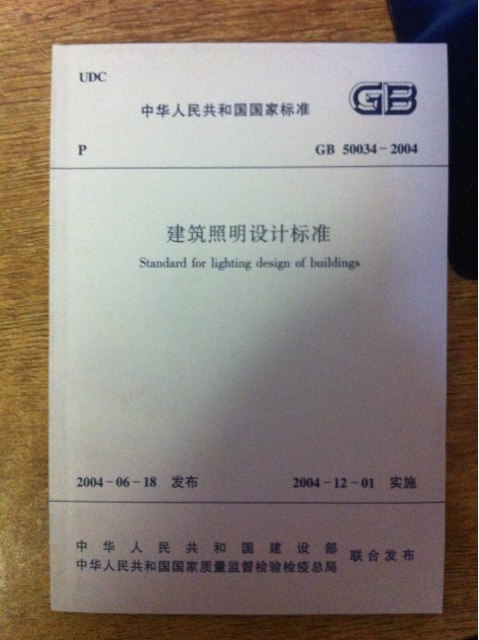 UDC
GB
中华人民共和国国家标准
P
GB 50034-2004
建筑照明设计标准
Standard for lighting design of buildings
2004-06-18 发布
2004-12-01 实施
中华人民共和国建设部
中华人民共和国国家质量监督检验检疫总局
联合发布